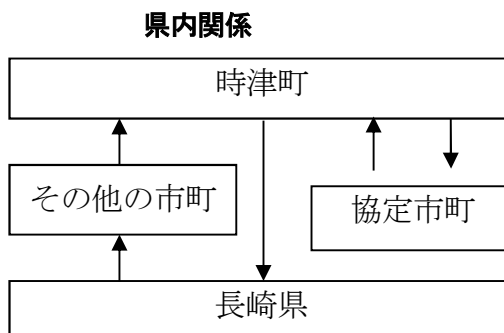 県内関係
時津町
その他の市町
協定市町
長崎県